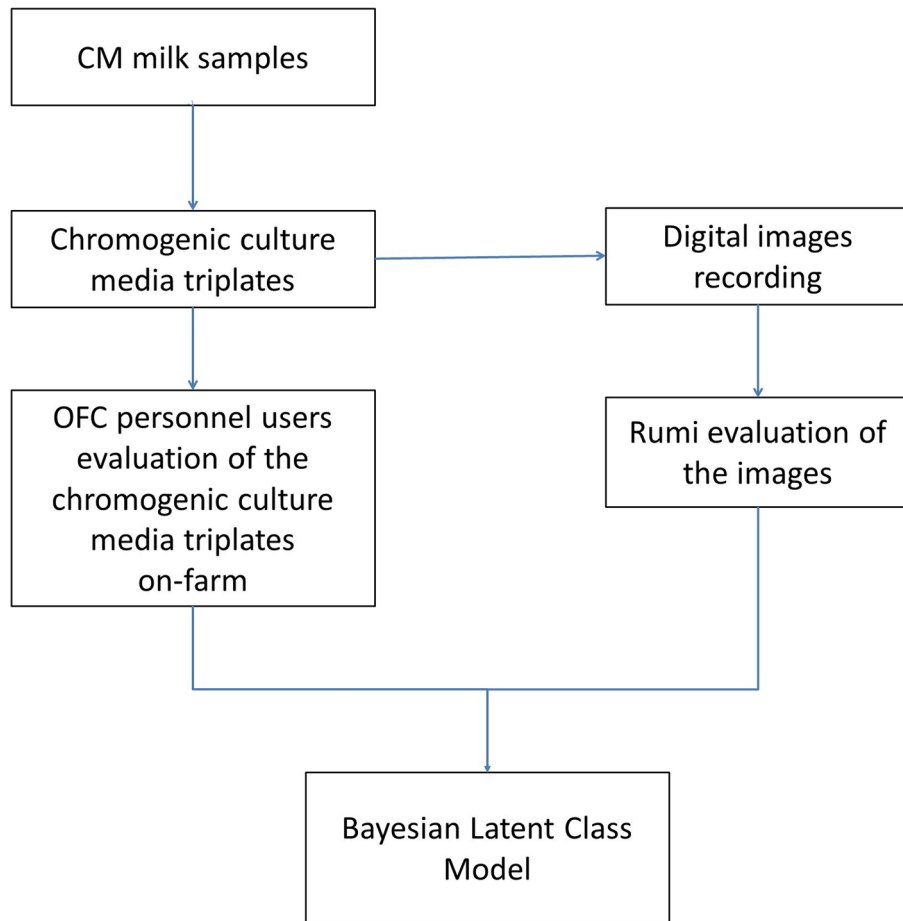 CM milk samples
Chromogenic culture
media triplates
Digital images
recording
OFC personnel users
evaluation of the
chromogenic culture
media triplates
on-farm
Rumi evaluation of
the images
Bayesian Latent Class
Model